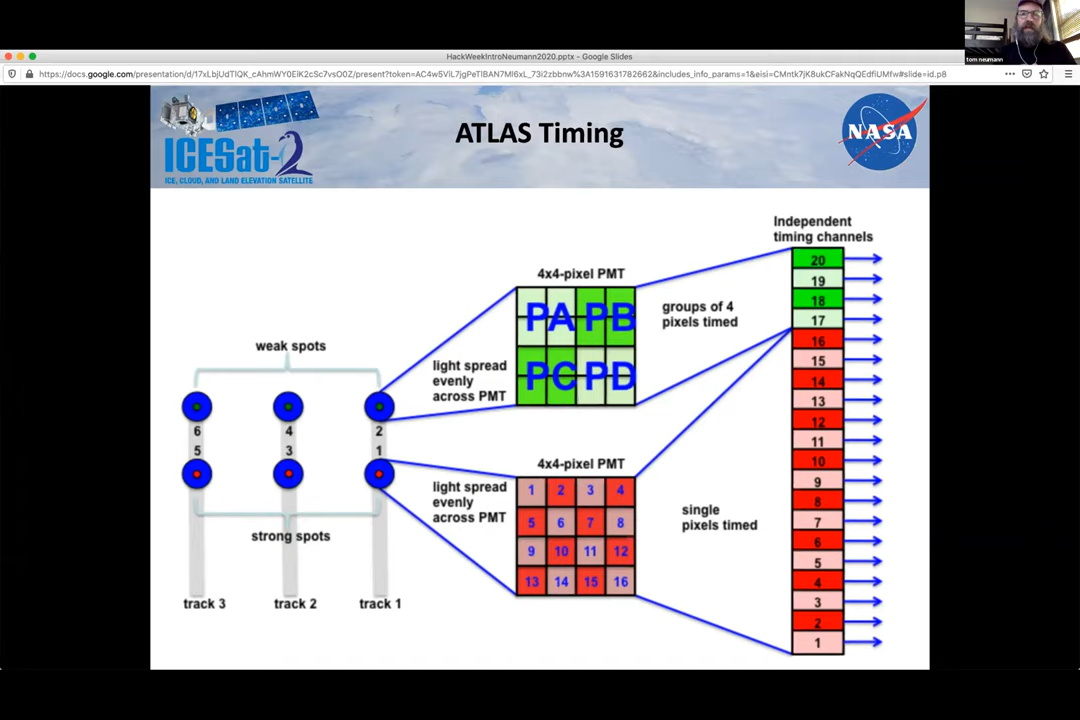 HackWeekIntroNeumann2020.pptx - Google Slides
tom neumann
ICESat-2
ICE, CLOUD, AND LAND ELEVATION SATELLITE
ATLAS Timing
NASA
Independent
timing channels
4x4-pixel PMT
PA PB
PC PD
groups of 4
pixels timed
light spread
evenly
across PMT
weak spots
6 4 2
5 3 1
strong spots
track 3
track 2
track 1
4x4-pixel PMT
light spread
evenly
across PMT
1 2 3 4
5 6 7 8
9 10 11 12
13 14 15 16
single
pixels timed
20
19
18
17
16
15
14
13
12
11
10
9
8
7
6
5
4
3
2
1